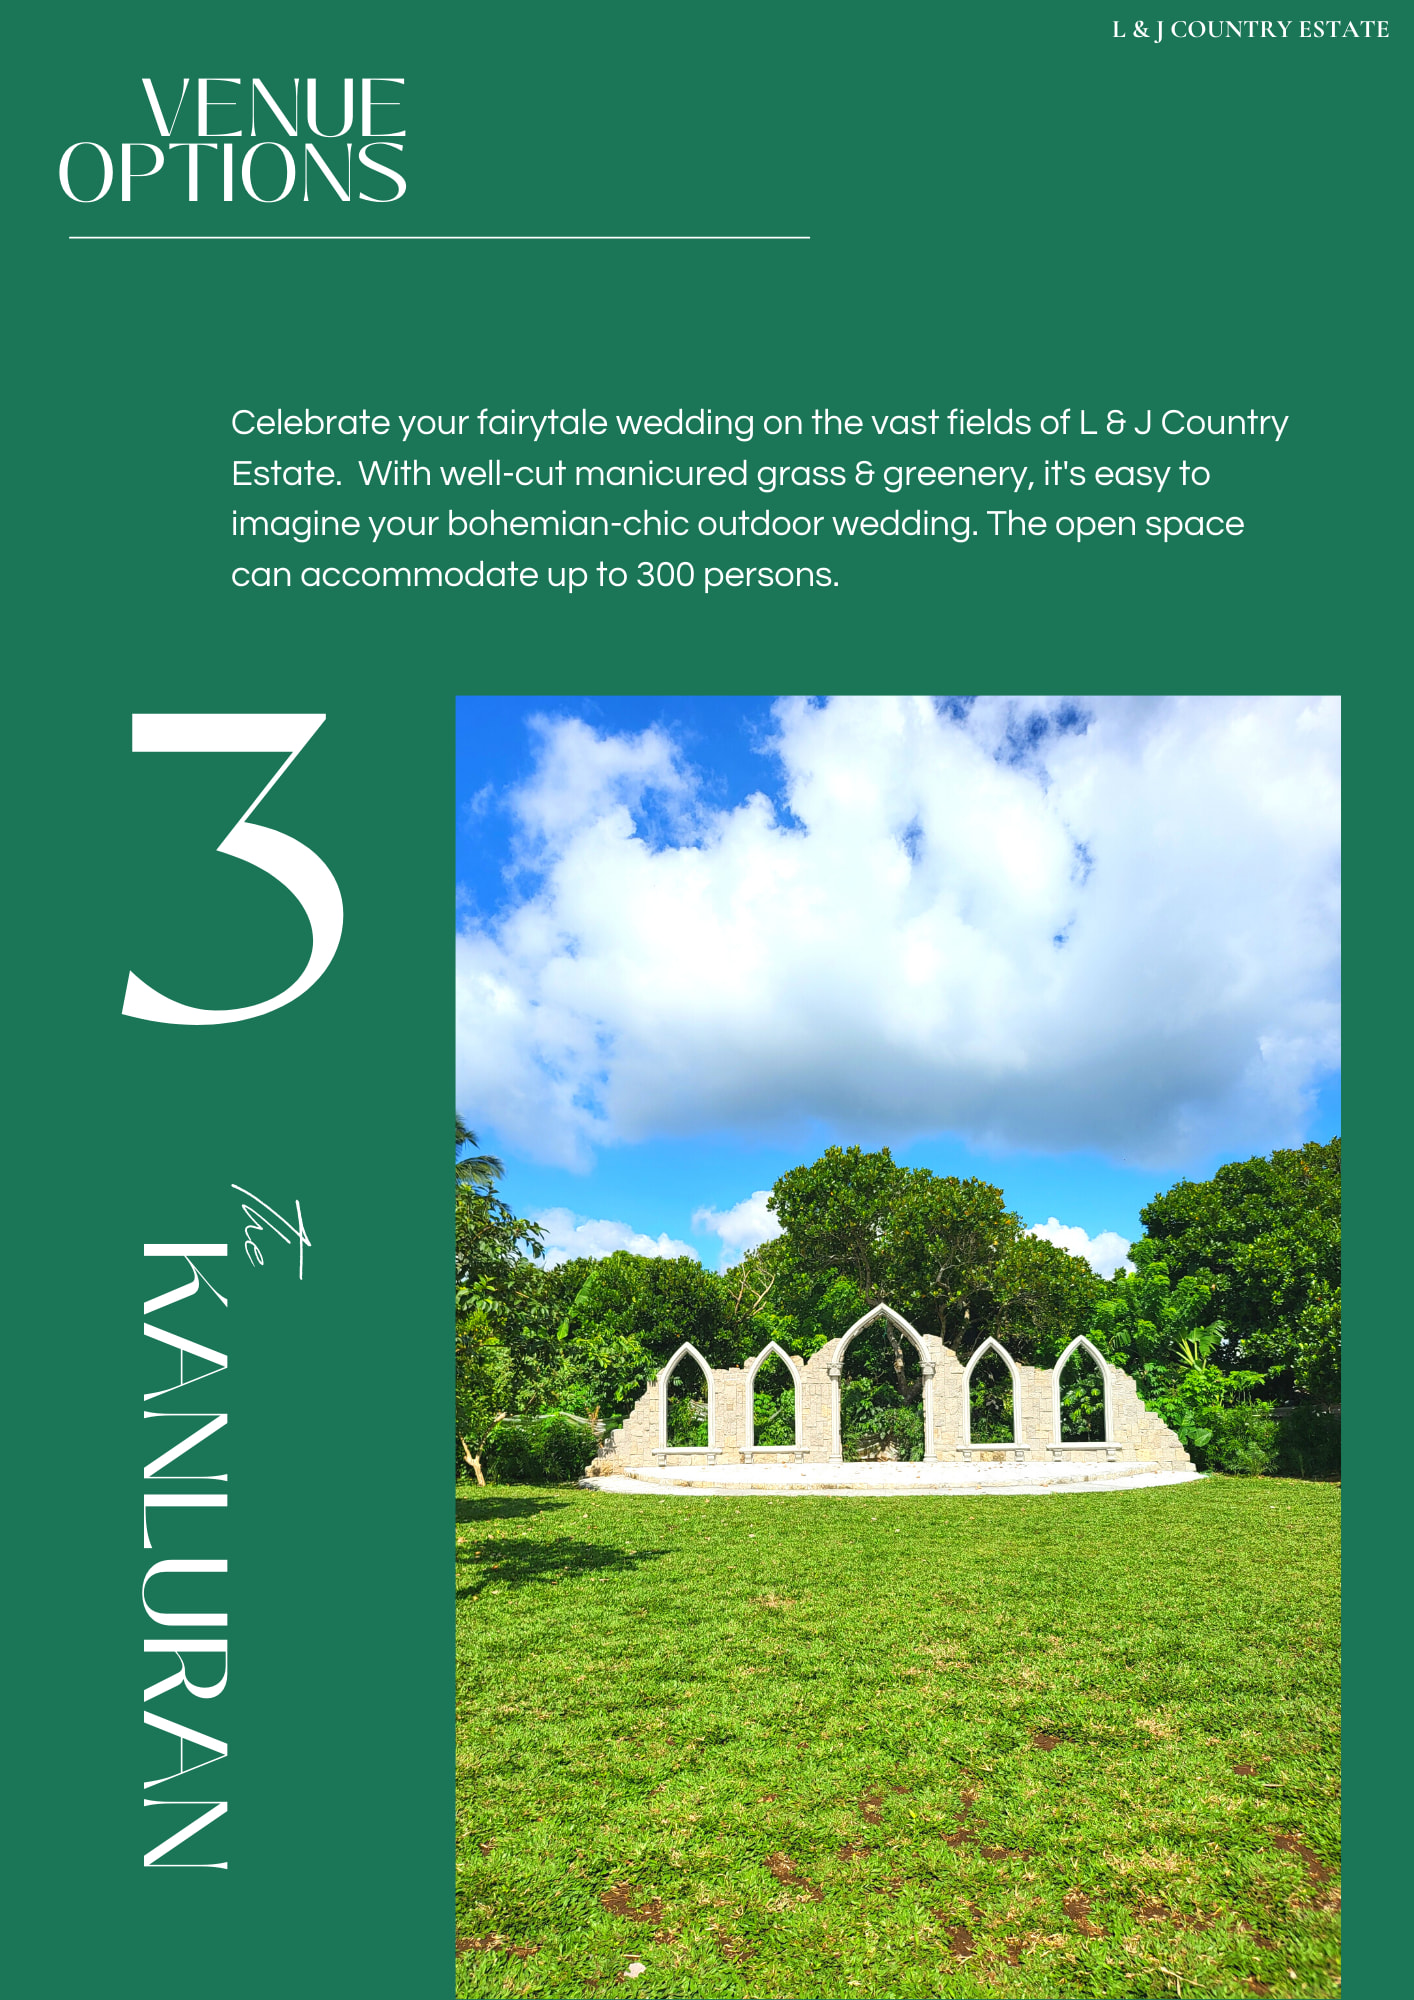 L & J COUNTRY ESTATE
VENUE
OPTIONS
Celebrate your fairytale wedding on the vast fields of L & J Country
Estate.  With well-cut manicured grass & greenery, it's easy to
imagine your bohemian-chic outdoor wedding. The open space
can accommodate up to 300 persons.
3
the
KANLURAN